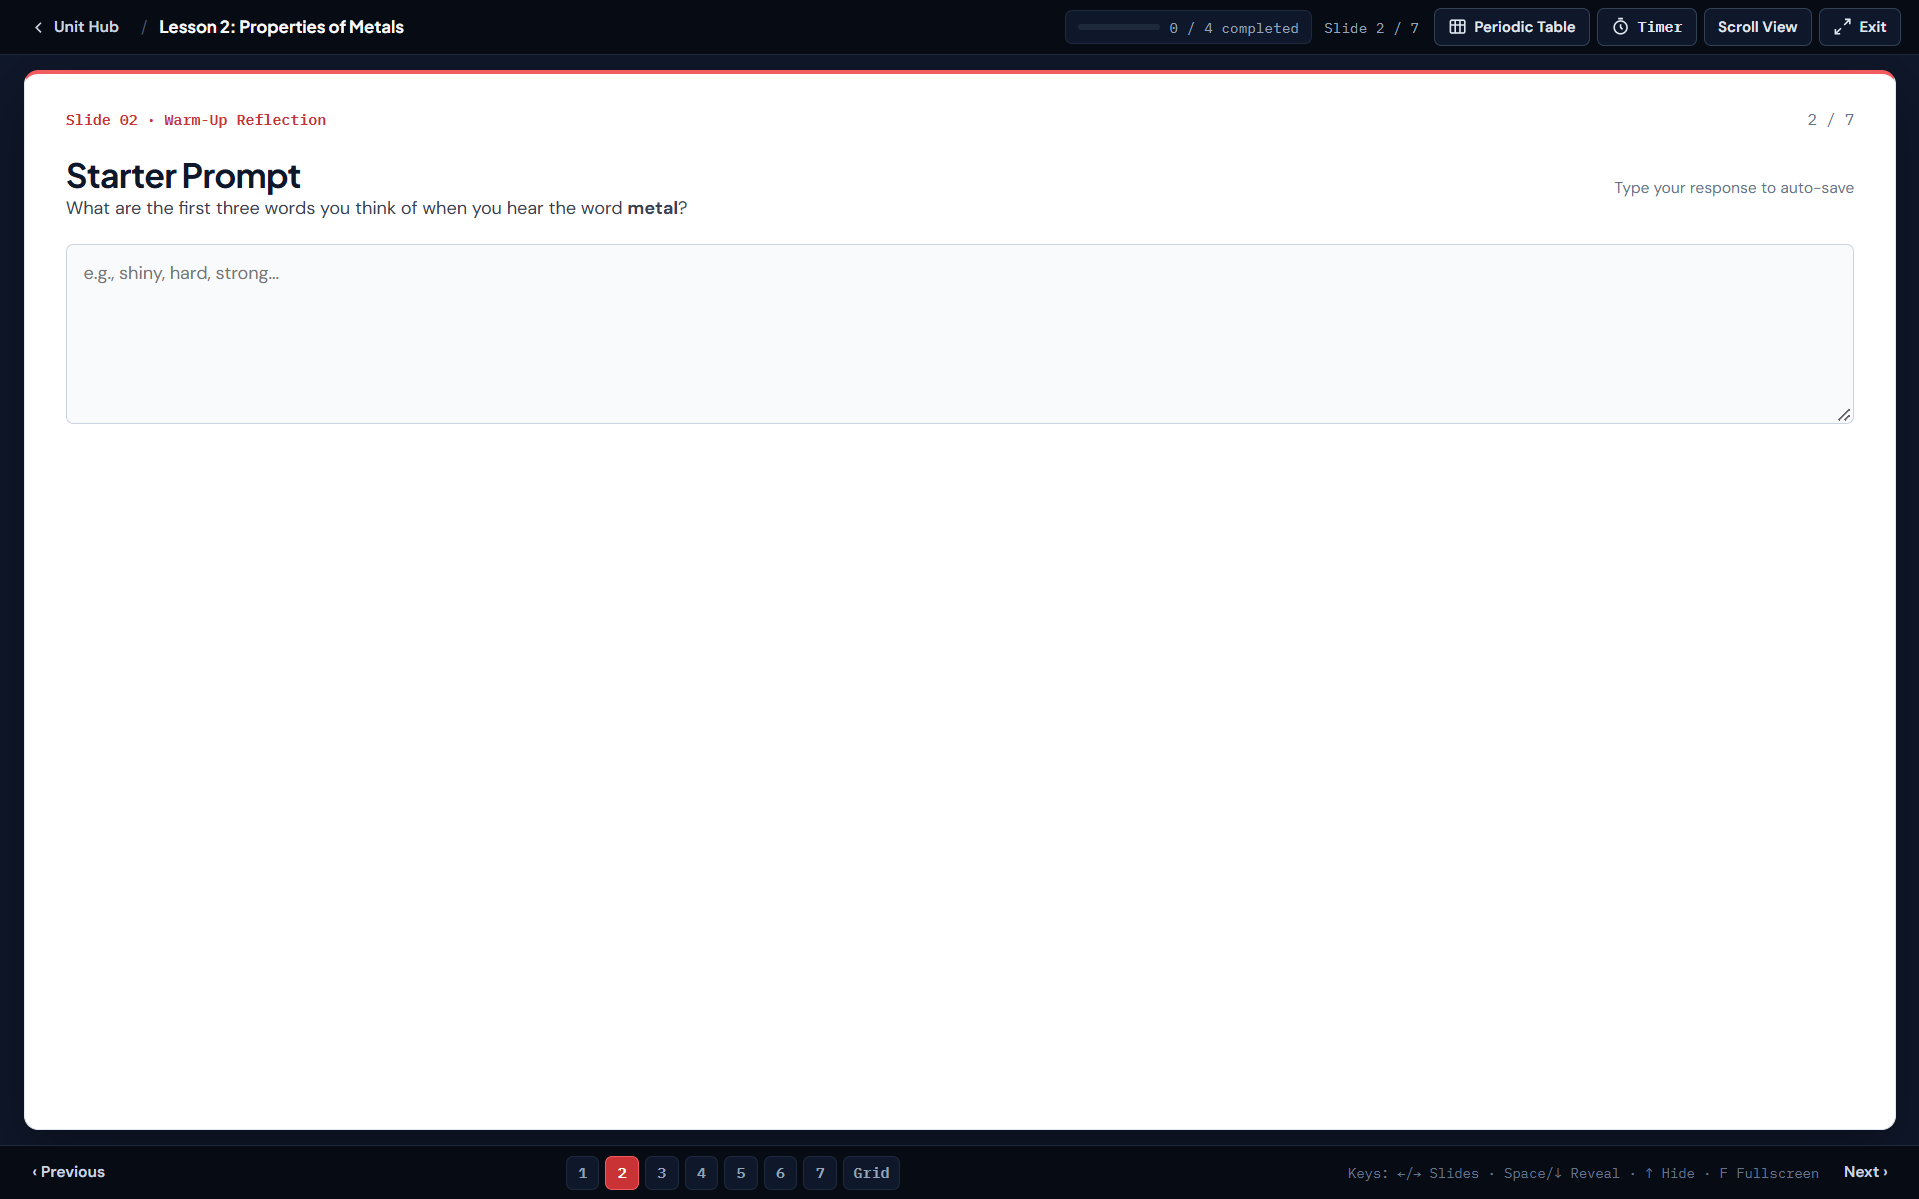 Unit Hub / Lesson 2: Properties of Metals 0 / 4 completed Slide 2 / 7 Periodic Table Timer Scroll View Exit
Slide 02 · Warm-Up Reflection 2 / 7
Starter Prompt
Type your response to auto-save
What are the first three words you think of when you hear the word metal?
e.g., shiny, hard, strong...
‹ Previous 1 2 3 4 5 6 7 Grid Keys: ←/→ Slides · Space/↓ Reveal · ↑ Hide · F Fullscreen Next ›